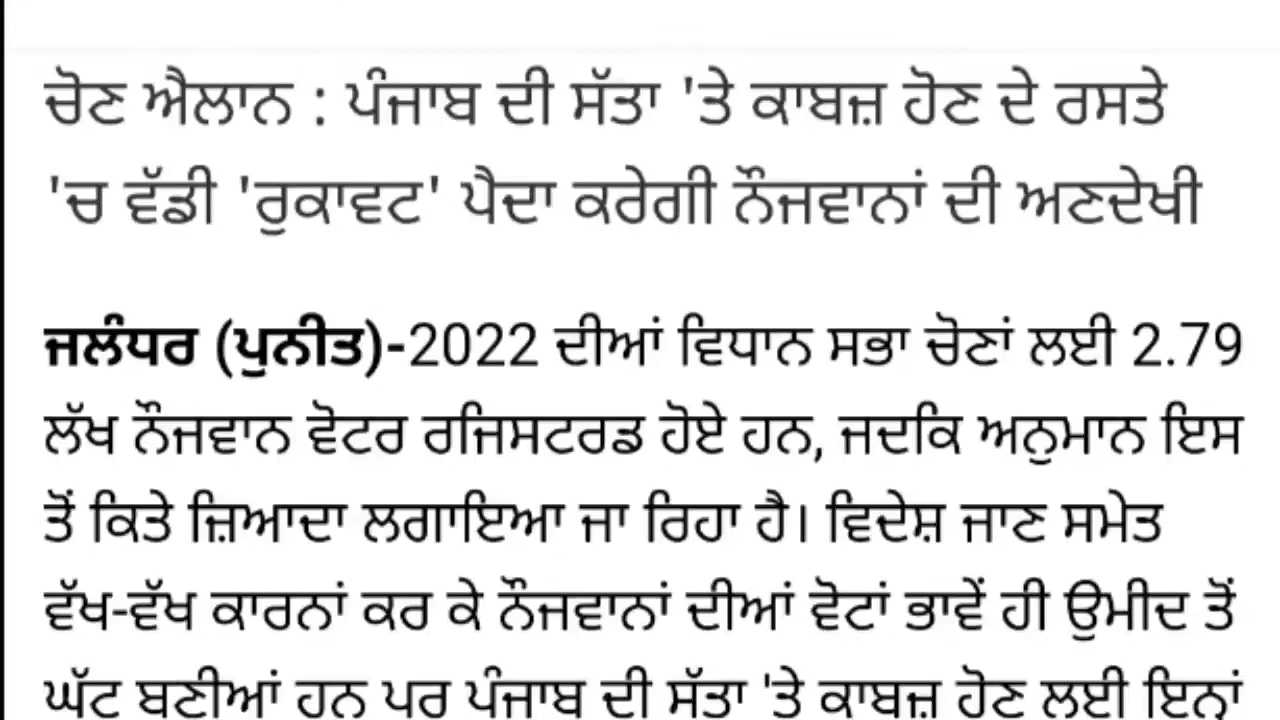 ਚੋਣ ਐਲਾਨ : ਪੰਜਾਬ ਦੀ ਸੱਤਾ 'ਤੇ ਕਾਬਜ਼ ਹੋਣ ਦੇ ਰਸਤੇ
'ਚ ਵੱਡੀ 'ਰੁਕਾਵਟ' ਪੈਦਾ ਕਰੇਗੀ ਨੌਜਵਾਨਾਂ ਦੀ ਅਣਦੇਖੀ
ਜਲੰਧਰ (ਪੁਨੀਤ)-2022 ਦੀਆਂ ਵਿਧਾਨ ਸਭਾ ਚੋਣਾਂ ਲਈ 2.79
ਲੱਖ ਨੌਜਵਾਨ ਵੋਟਰ ਰਜਿਸਟਰਡ ਹੋਏ ਹਨ, ਜਦਕਿ ਅਨੁਮਾਨ ਇਸ
ਤੋਂ ਕਿਤੇ ਜ਼ਿਆਦਾ ਲਗਾਇਆ ਜਾ ਰਿਹਾ ਹੈ। ਵਿਦੇਸ਼ ਜਾਣ ਸਮੇਤ
ਵੱਖ-ਵੱਖ ਕਾਰਨਾਂ ਕਰ ਕੇ ਨੌਜਵਾਨਾਂ ਦੀਆਂ ਵੋਟਾਂ ਭਾਵੇਂ ਹੀ ਉਮੀਦ ਤੋਂ
ਘੱਟ ਬਣੀਆਂ ਹਨ ਪਰ ਪੰਜਾਬ ਦੀ ਸੱਤਾ 'ਤੇ ਕਾਬਜ਼ ਹੋਣ ਲਈ ਇਨਾਂ